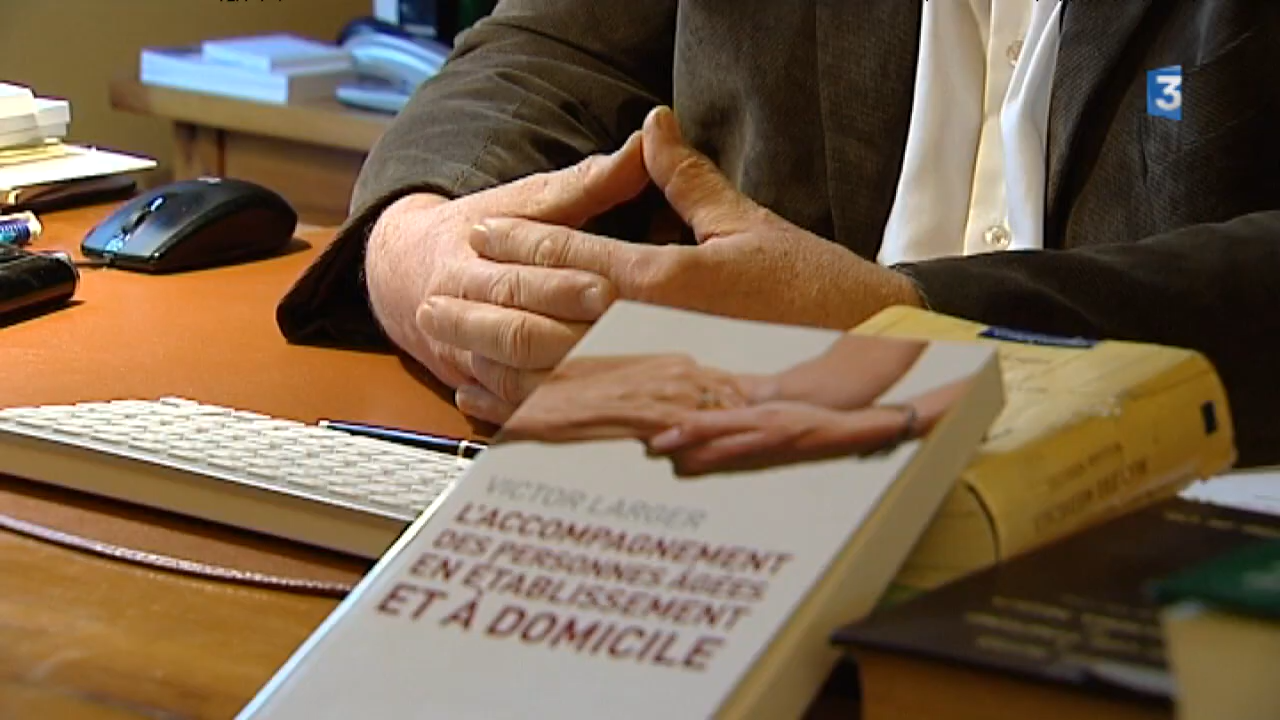 3
VICTOR LARGER
L'ACCOMPAGNEMENT
DES PERSONNES ÂGÉES
EN ÉTABLISSEMENT
ET À DOMICILE